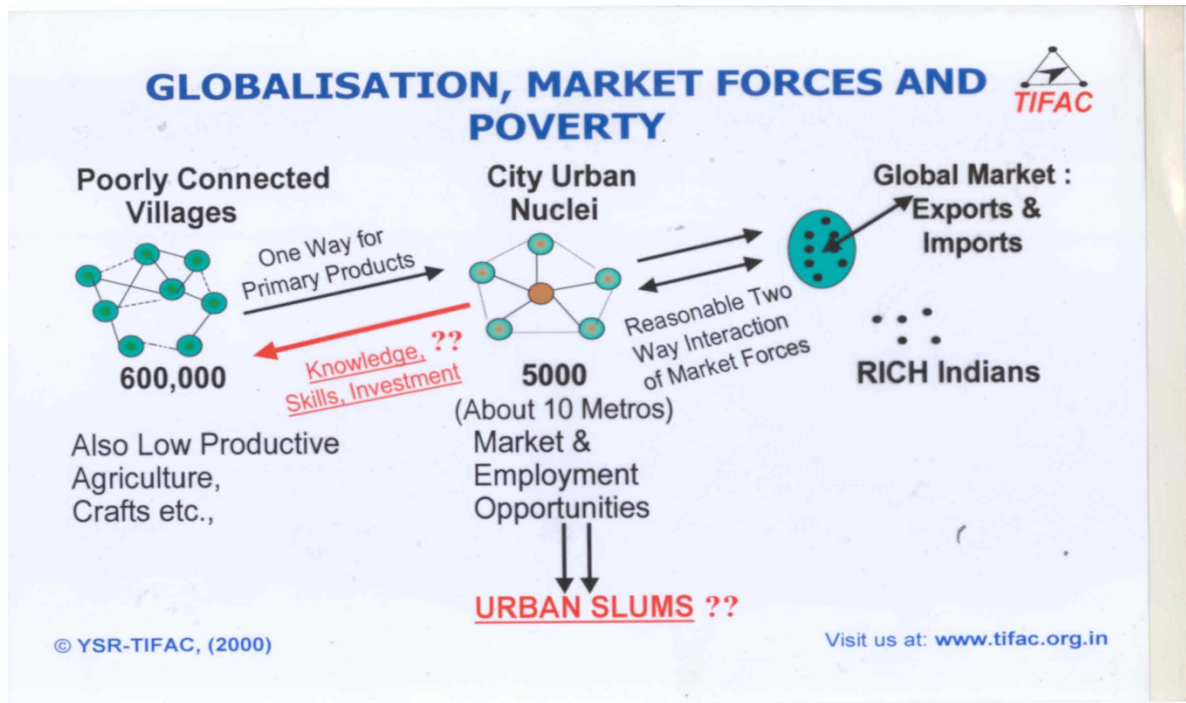 GLOBALISATION, MARKET FORCES AND
POVERTY
TIFAC
Poorly Connected
Villages
One Way for
Primary Products
600,000
Also Low Productive
Agriculture,
Crafts etc.,
City Urban
Nuclei
Knowledge, ??
Skills, Investment
5000
(About 10 Metros)
Market &
Employment
Opportunities
URBAN SLUMS ??
Reasonable Two
Way Interaction
of Market Forces
Global Market :
Exports &
Imports
RICH Indians
© YSR-TIFAC, (2000)
Visit us at: www.tifac.org.in